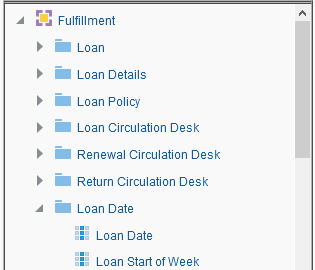 Fulfillment
Loan
Loan Details
Loan Policy
Loan Circulation Desk
Renewal Circulation Desk
Return Circulation Desk
Loan Date
Loan Date
Loan Start of Week